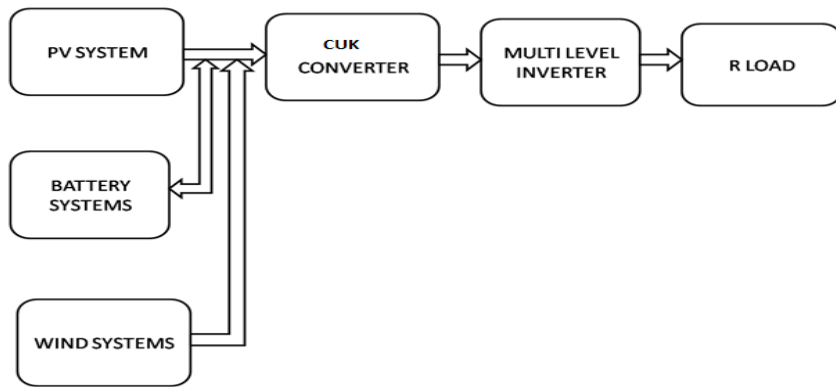 PV SYSTEM
CUK
CONVERTER
MULTI LEVEL
INVERTER
R LOAD
BATTERY
SYSTEMS
WIND SYSTEMS